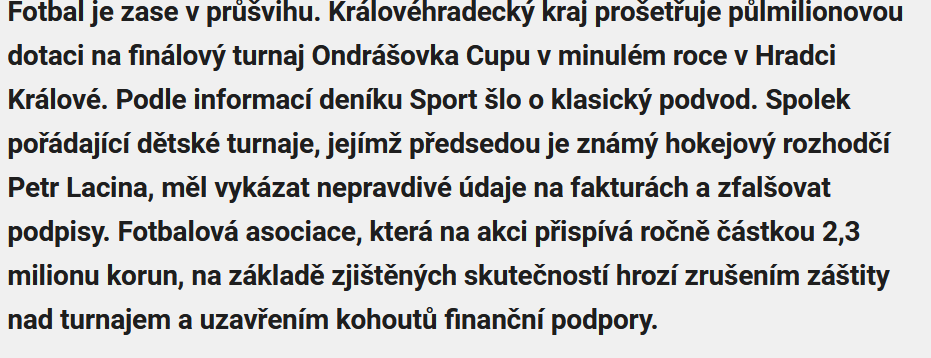 Fotbal je zase v průšvihu. Královéhradecký kraj prošetřuje půlmilionovou
dotaci na finálový turnaj Ondrášovka Cupu v minulém roce v Hradci
Králové. Podle informací deníku Sport šlo o klasický podvod. Spolek
pořádající dětské turnaje, jejímž předsedou je známý hokejový rozhodčí
Petr Lacina, měl vykázat nepravdivé údaje na fakturách a zfalšovat
podpisy. Fotbalová asociace, která na akci přispívá ročně částkou 2,3
milionu korun, na základě zjištěných skutečností hrozí zrušením záštity
nad turnajem a uzavřením kohoutů finanční podpory.